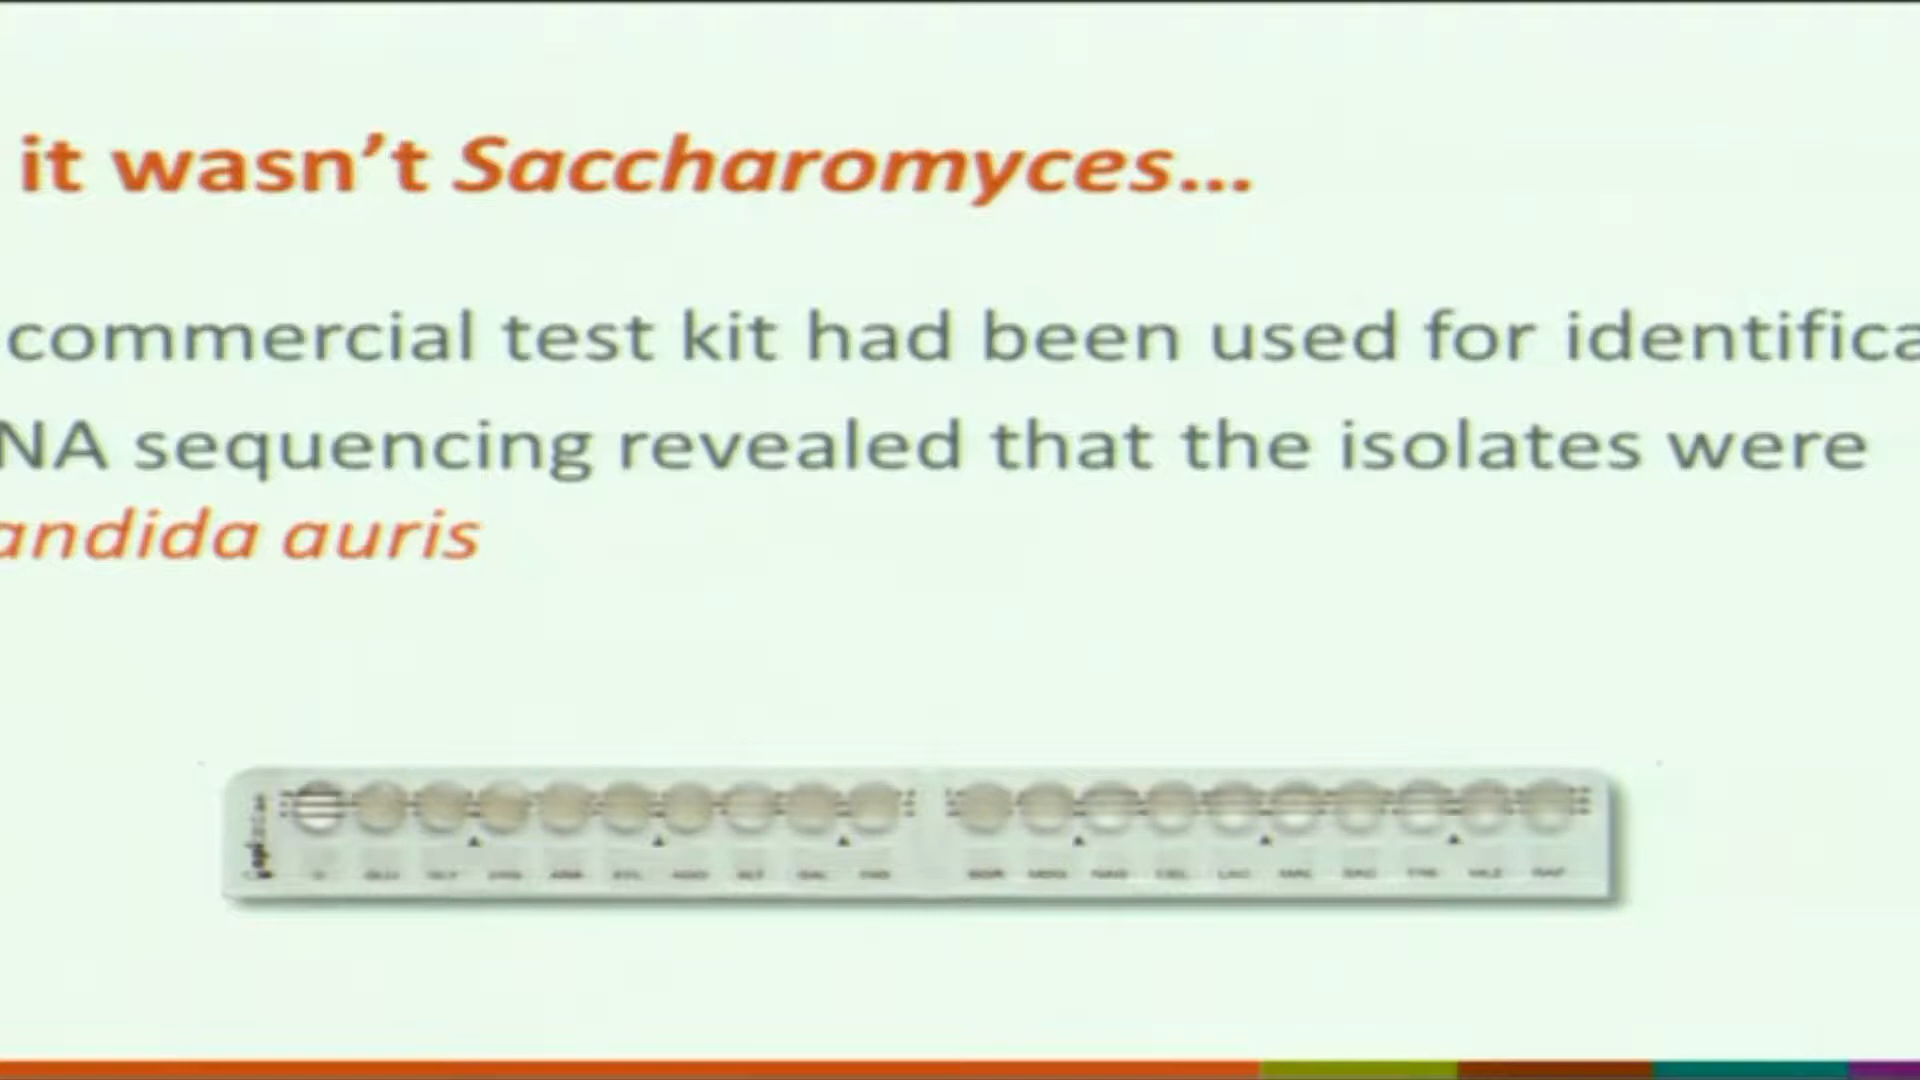 it wasn’t Saccharomyces...
commercial test kit had been used for identifica
NA sequencing revealed that the isolates were
andida auris